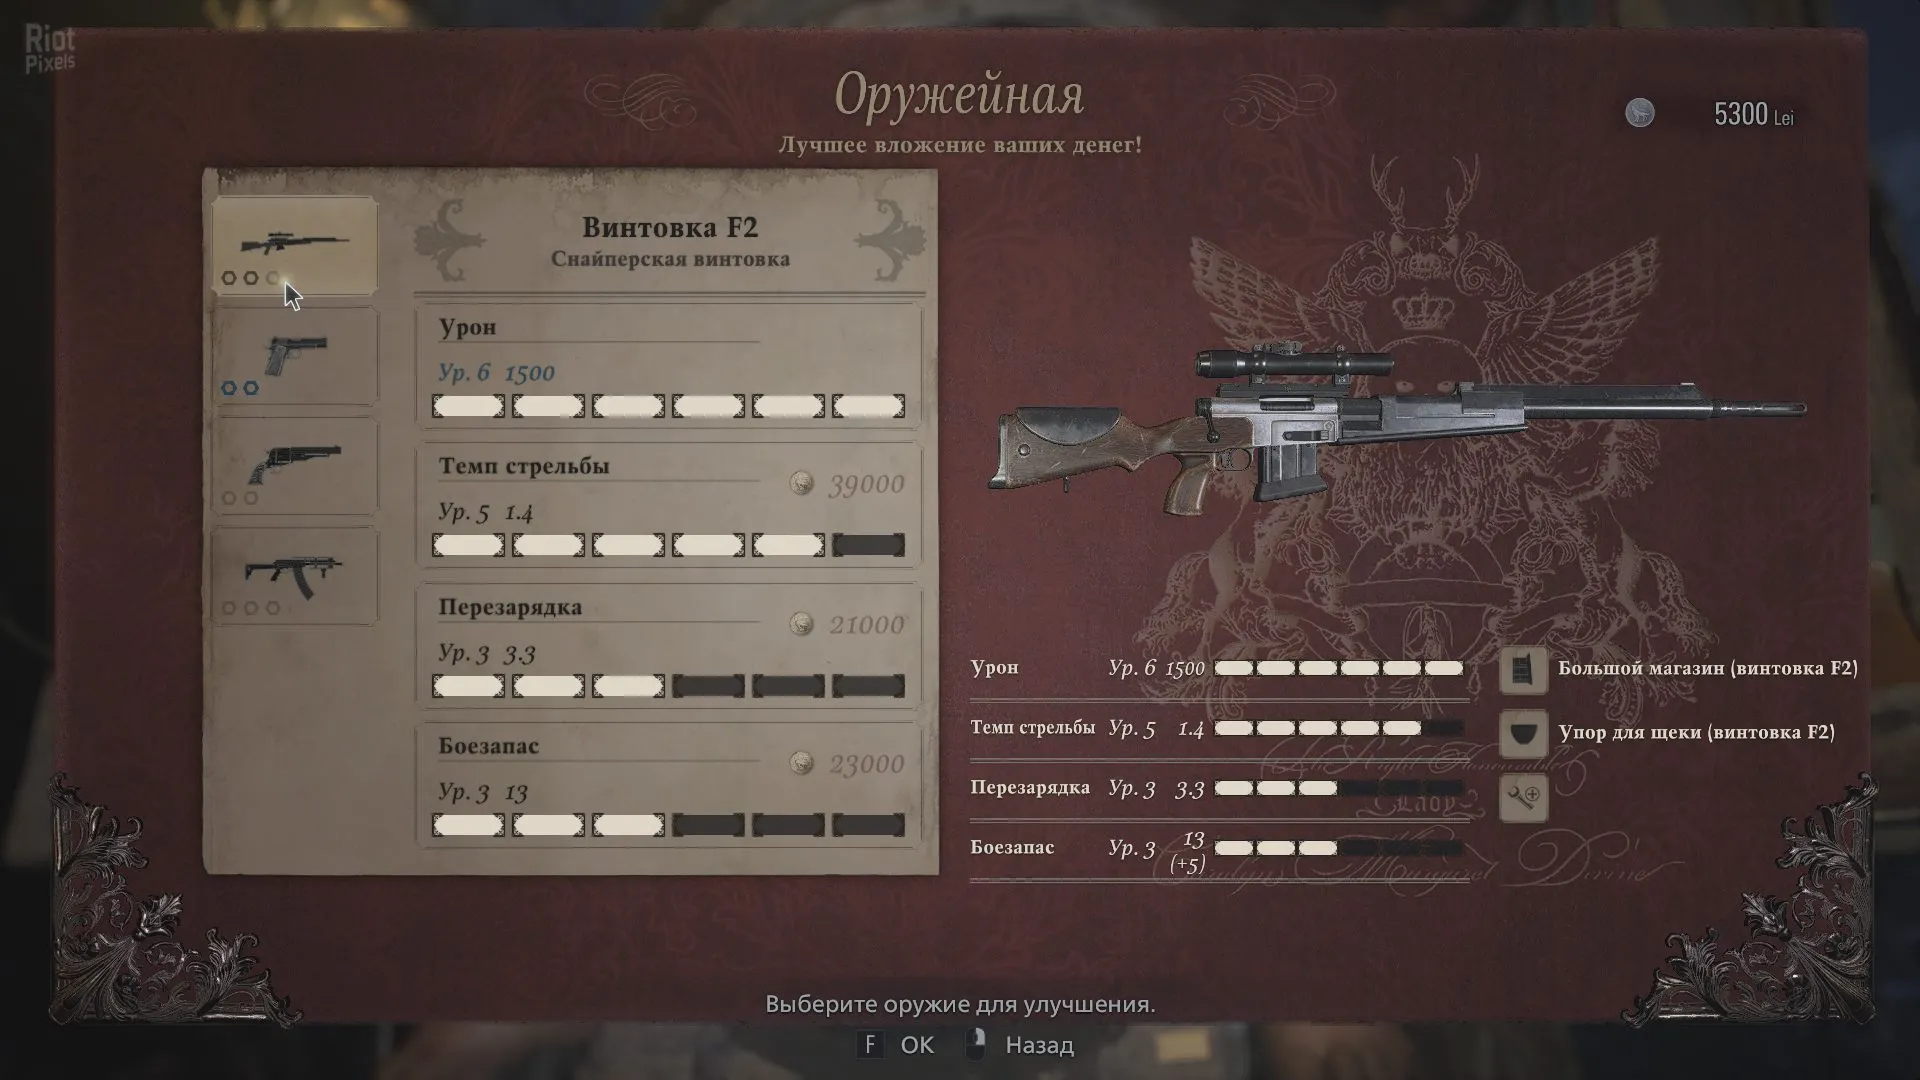 Riot
Pixels
Оружейная
Лучшее вложение ваших денег!
5300 Lei
Винтовка F2
Снайперская винтовка
Урон
Ур. 6 1500
Темп стрельбы
39000
Ур. 5 1.4
Перезарядка
21000
Ур. 3 3.3
Боезапас
23000
Ур. 3 13
Урон Ур. 6 1500
Темп стрельбы Ур. 5 1.4
Перезарядка Ур. 3 3.3
Боезапас Ур. 3 13
(+5)
Большой магазин (винтовка F2)
Упор для щеки (винтовка F2)
Lady
Выберите оружие для улучшения.
F OK Назад